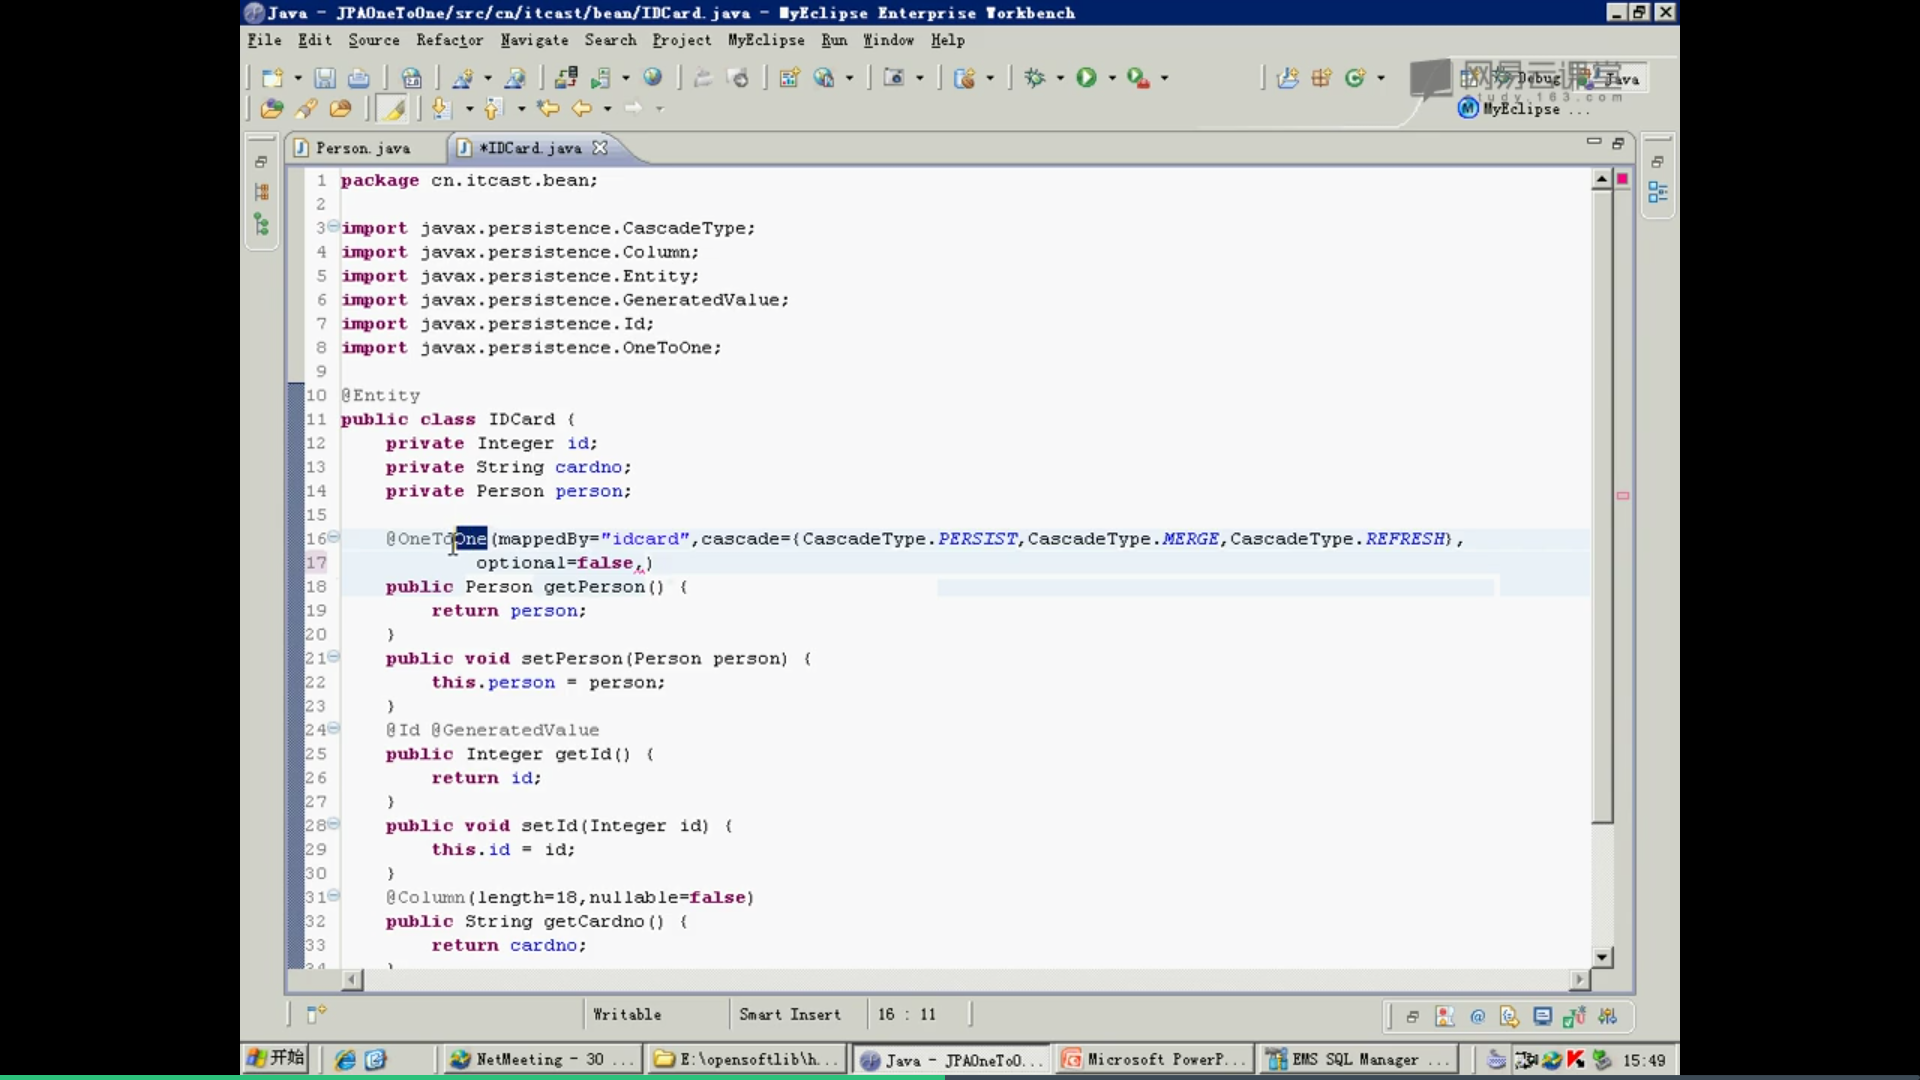 Java - JPAOneToOne/src/cn/itcast/bean/IDCard.java - MyEclipse Enterprise Workbench
File Edit Source Refactor Navigate Search Project MyEclipse Run Window Help
网易云课堂
study.163.com
Debug
Java
MyEclipse ...
Person.java
*IDCard.java
1 package cn.itcast.bean;
2
3 import javax.persistence.CascadeType;
4 import javax.persistence.Column;
5 import javax.persistence.Entity;
6 import javax.persistence.GeneratedValue;
7 import javax.persistence.Id;
8 import javax.persistence.OneToOne;
9
10 @Entity
11 public class IDCard {
12 private Integer id;
13 private String cardno;
14 private Person person;
15
16 @OneToOne(mappedBy="idcard",cascade={CascadeType.PERSIST,CascadeType.MERGE,CascadeType.REFRESH},
17 optional=false,)
18 public Person getPerson() {
19 return person;
20 }
21 public void setPerson(Person person) {
22 this.person = person;
23 }
24 @Id @GeneratedValue
25 public Integer getId() {
26 return id;
27 }
28 public void setId(Integer id) {
29 this.id = id;
30 }
31 @Column(length=18,nullable=false)
32 public String getCardno() {
33 return cardno;
34 }
Writable
Smart Insert
16 : 11
开始
NetMeeting - 30 ...
E:\opensoftlib\h...
Java - JPAOneToO...
Microsoft PowerP...
EMS SQL Manager ...
15:49